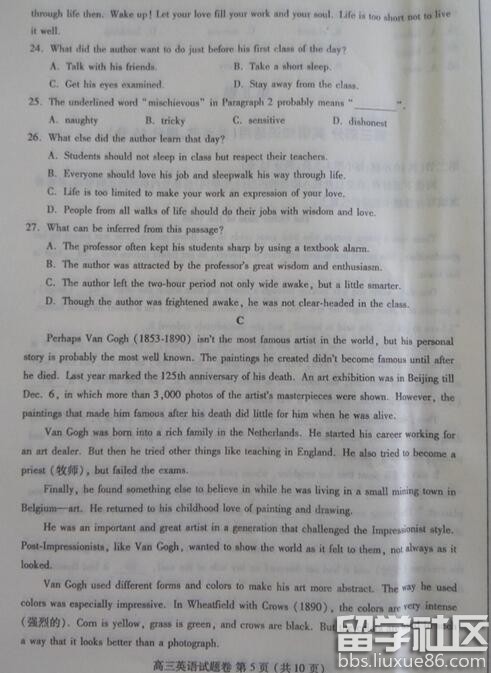 through life then. Wake up! Let your love fill your work and your soul. Life is too short not to live
it well.
24. What did the author want to do just before his first class of the day?
A. Talk with his friends. B. Take a short sleep.
C. Get his eyes examined. D. Stay away from the class.
25. The underlined word "mischievous" in Paragraph 2 probably means "________".
A. naughty B. tricky C. sensitive D. dishonest
26. What else did the author learn that day?
A. Students should not sleep in class but respect their teachers.
B. Everyone should love his job and sleepwalk his way through life.
C. Life is too limited to make your work an expression of your love.
D. People from all walks of life should do their jobs with wisdom and love.
27. What can be inferred from this passage?
A. The professor often kept his students sharp by using a textbook alarm.
B. The author was attracted by the professor's great wisdom and enthusiasm.
C. The author left the two-hour period not only wide awake, but a little smarter.
D. Though the author was frightened awake, he was not clear-headed in the class.
C
Perhaps Van Gogh (1853-1890) isn't the most famous artist in the world, but his personal
story is probably the most well known. The paintings he created didn't become famous until after
he died. Last year marked the 125th anniversary of his death. An art exhibition was in Beijing till
Dec. 6, in which more than 3,000 photos of the artist's masterpieces were shown. However, the
paintings that made him famous after his death did little for him when he was alive.
Van Gogh was born into a rich family in the Netherlands. He started his career working for
an art dealer. But then he tried other things like teaching in England. He also tried to become a
priest (牧师), but failed the exams.
Finally, he found something else to believe in while he was living in a small mining town in
Belgium—art. He returned to his childhood love of painting and drawing.
He was an important and great artist in a generation that challenged the Impressionist style.
Post-Impressionists, like Van Gogh, wanted to show the world as it felt to them, not always as it
looked.
Van Gogh used different forms and colors to make his art more abstract. The way he used
colors was especially impressive. In Wheatfield with Crows (1890), the colors are very intense
(强烈的). Corn is yellow, grass is green, and crows are black. But
a way that it looks better than a photograph.
高三英语试题卷 第 5 页 (共 10 页)
留学社区
bbs.liuxue86.com